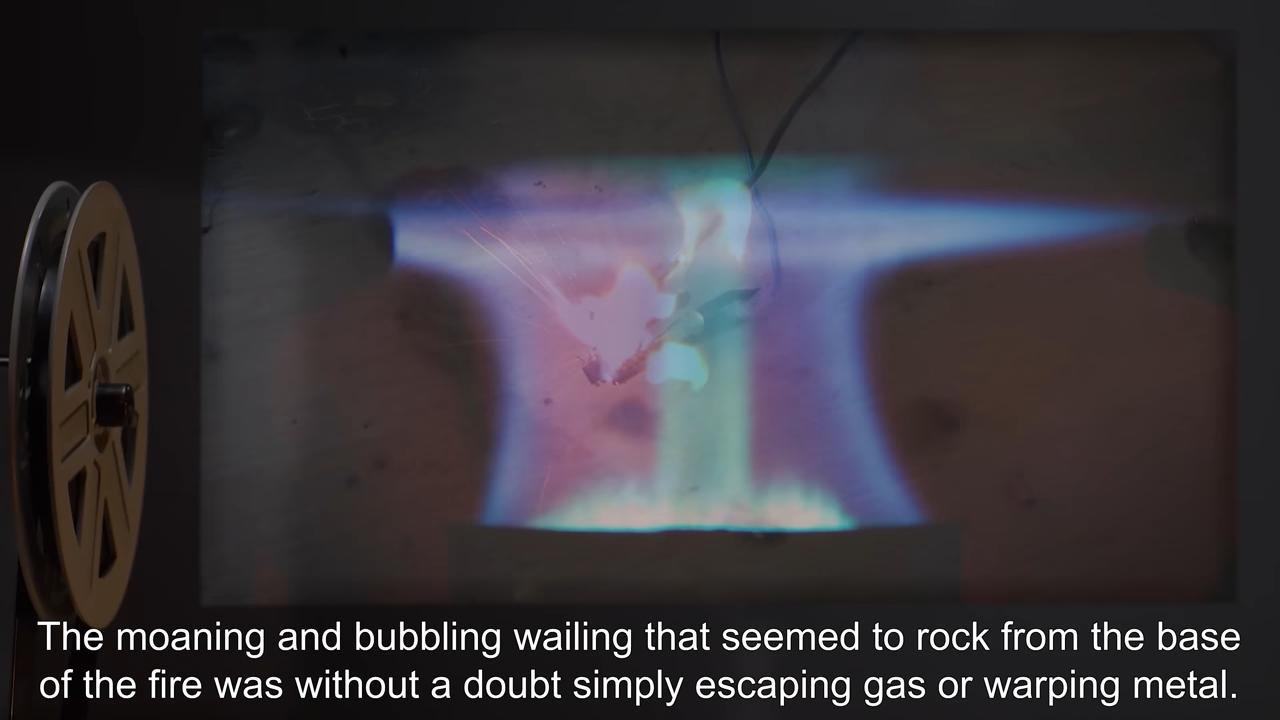 The moaning and bubbling wailing that seemed to rock from the base
of the fire was without a doubt simply escaping gas or warping metal.